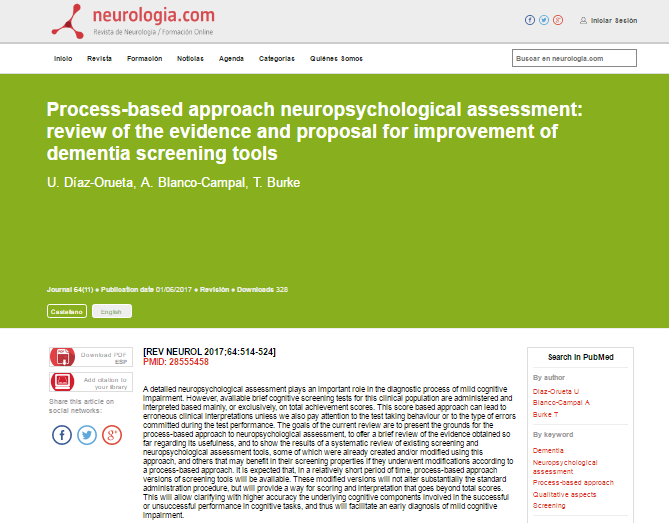 neurologia.com
Revista de Neurología / Formación Online
Iniciar Sesión
Inicio Revista Formación Noticias Agenda Categorías Quiénes Somos
Buscar en neurologia.com
Process-based approach neuropsychological assessment:
review of the evidence and proposal for improvement of
dementia screening tools
U. Díaz-Orueta, A. Blanco-Campal, T. Burke
Journal 64(11) ● Publication date 01/06/2017 ● Revisión ● Downloads 328
Castellano English
Download PDF
ESP
Add citation to
your library
Share this article on
social networks:
[REV NEUROL 2017;64:514-524]
PMID: 28555458
A detailed neuropsychological assessment plays an important role in the diagnostic process of mild cognitive
impairment. However, available brief cognitive screening tests for this clinical population are administered and
interpreted based mainly, or exclusively, on total achievement scores. This score based approach can lead to
erroneous clinical interpretations unless we also pay attention to the test taking behaviour or to the type of errors
committed during the test performance. The goals of the current review are to present the grounds for the
process-based approach to neuropsychological assessment, to offer a brief review of the evidence obtained so
far regarding its usefulness, and to show the results of a systematic review of existing screening and
neuropsychological assessment tools, some of which were already created and/or modified using this
approach, and others that may benefit in their screening properties if they underwent modifications according to
a process-based approach. It is expected that, in a relatively short period of time, process-based approach
versions of screening tools will be available. These modified versions will not alter substantially the standard
administration procedure, but will provide a way for scoring and interpretation that goes beyond total scores.
This will allow clarifying with higher accuracy the underlying cognitive components involved in the successful
or unsuccessful performance in cognitive tasks, and thus will facilitate an early diagnosis of mild cognitive
impairment.
Search in PubMed
By author
Díaz-Orueta U
Blanco-Campal A
Burke T
By keyword
Dementia
Neuropsychological
assessment
Process-based approach
Qualitative aspects
Screening